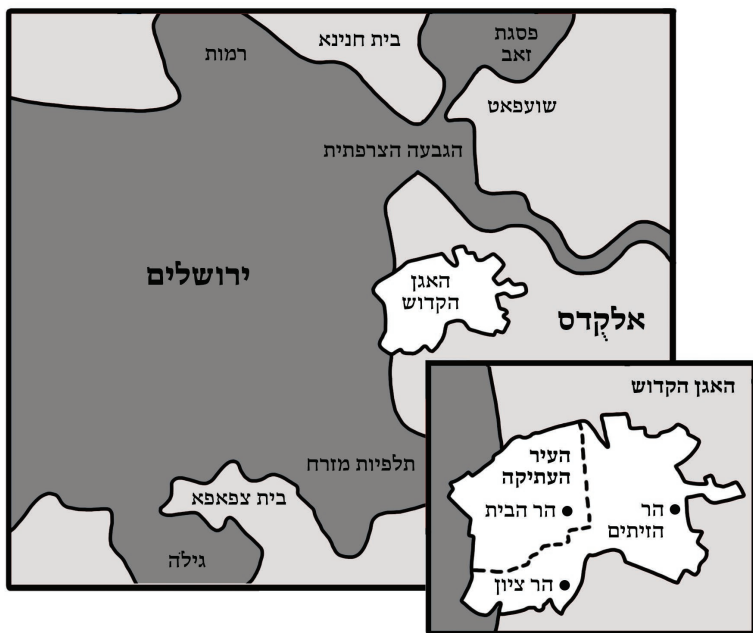 פסגת
זאב
בית חנינא
רמות
שועפאט
הגבעה הצרפתית
האגן
הקדוש
ירושלים
אלקֻדס
תלפיות מזרח
בית צפאפא
גילֹה
האגן הקדוש
העיר
העתיקה
הר הבית
הר
הזיתים
הר ציון